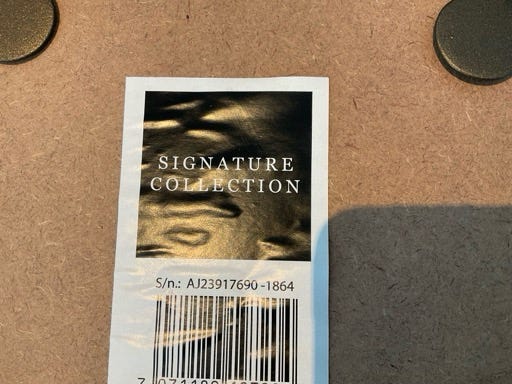 SIGNATURE
COLLECTION
S/n.: AJ23917690-1864